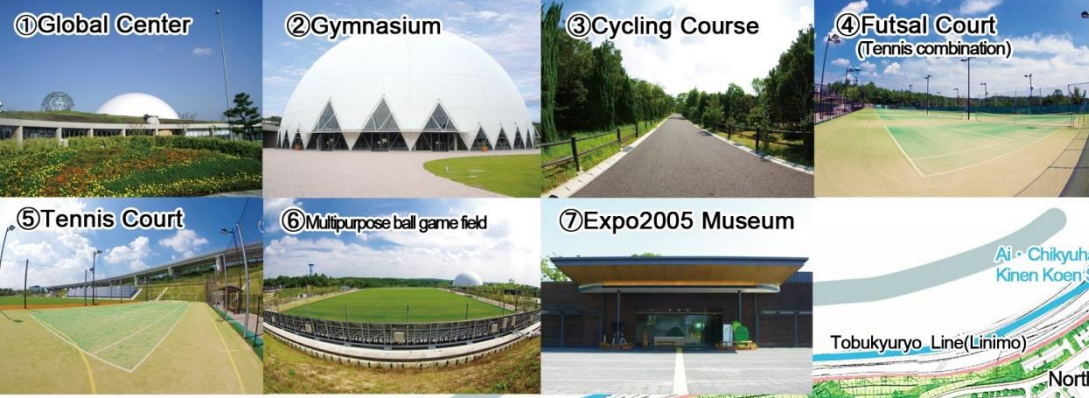 ①Global Center
②Gymnasium
③Cycling Course
④Futsal Court
(Tennis combination)
⑤Tennis Court
⑥Multipurpose ball game field
⑦Expo2005 Museum
Ai・Chikyuha
Kinen Koen S
Tobukyuryo Line(Linimo)
North